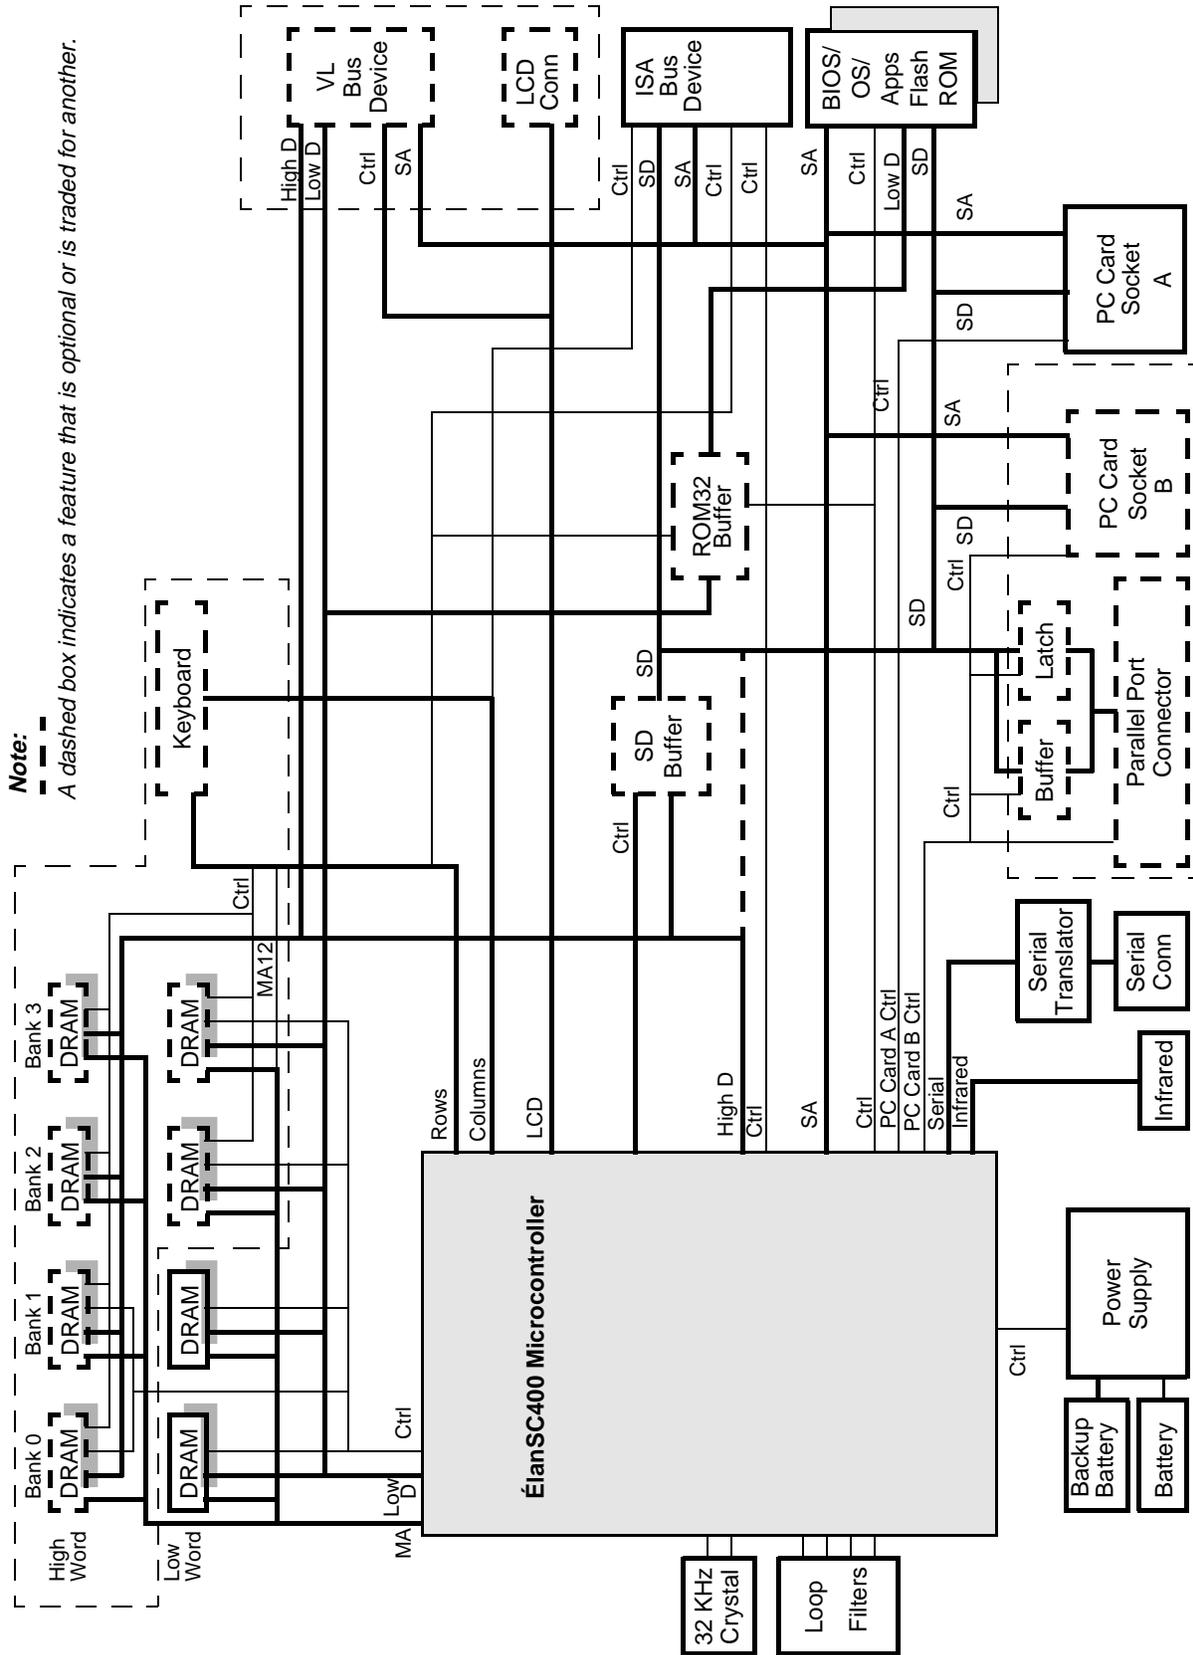 Note:
A dashed box indicates a feature that is optional or is traded for another.
High
Word
Low
Word
Bank 0
Bank 1
Bank 2
Bank 3
DRAM
DRAM
DRAM
DRAM
DRAM
DRAM
DRAM
DRAM
Ctrl
MA12
Keyboard
VL
Bus
Device
LCD
Conn
ISA
Bus
Device
BIOS/
OS/
Apps
Flash
ROM
High D
Low D
Ctrl
SA
Ctrl
SD
SA
Ctrl
Ctrl
SA
Ctrl
Low D
SD
SA
SD
PC Card
Socket
A
Ctrl
SA
SD
Ctrl
PC Card
Socket
B
ROM32
Buffer
SD
SD
Buffer
Ctrl
SD
Latch
Buffer
Ctrl
Parallel Port
Connector
Serial
Translator
Serial
Conn
Infrared
MA
Low
D
Ctrl
Rows
Columns
LCD
High D
Ctrl
SA
Ctrl
PC Card A Ctrl
PC Card B Ctrl
Serial
Infrared
ÉlanSC400 Microcontroller
32 KHz
Crystal
Loop
Filters
Ctrl
Power
Supply
Backup
Battery
Battery